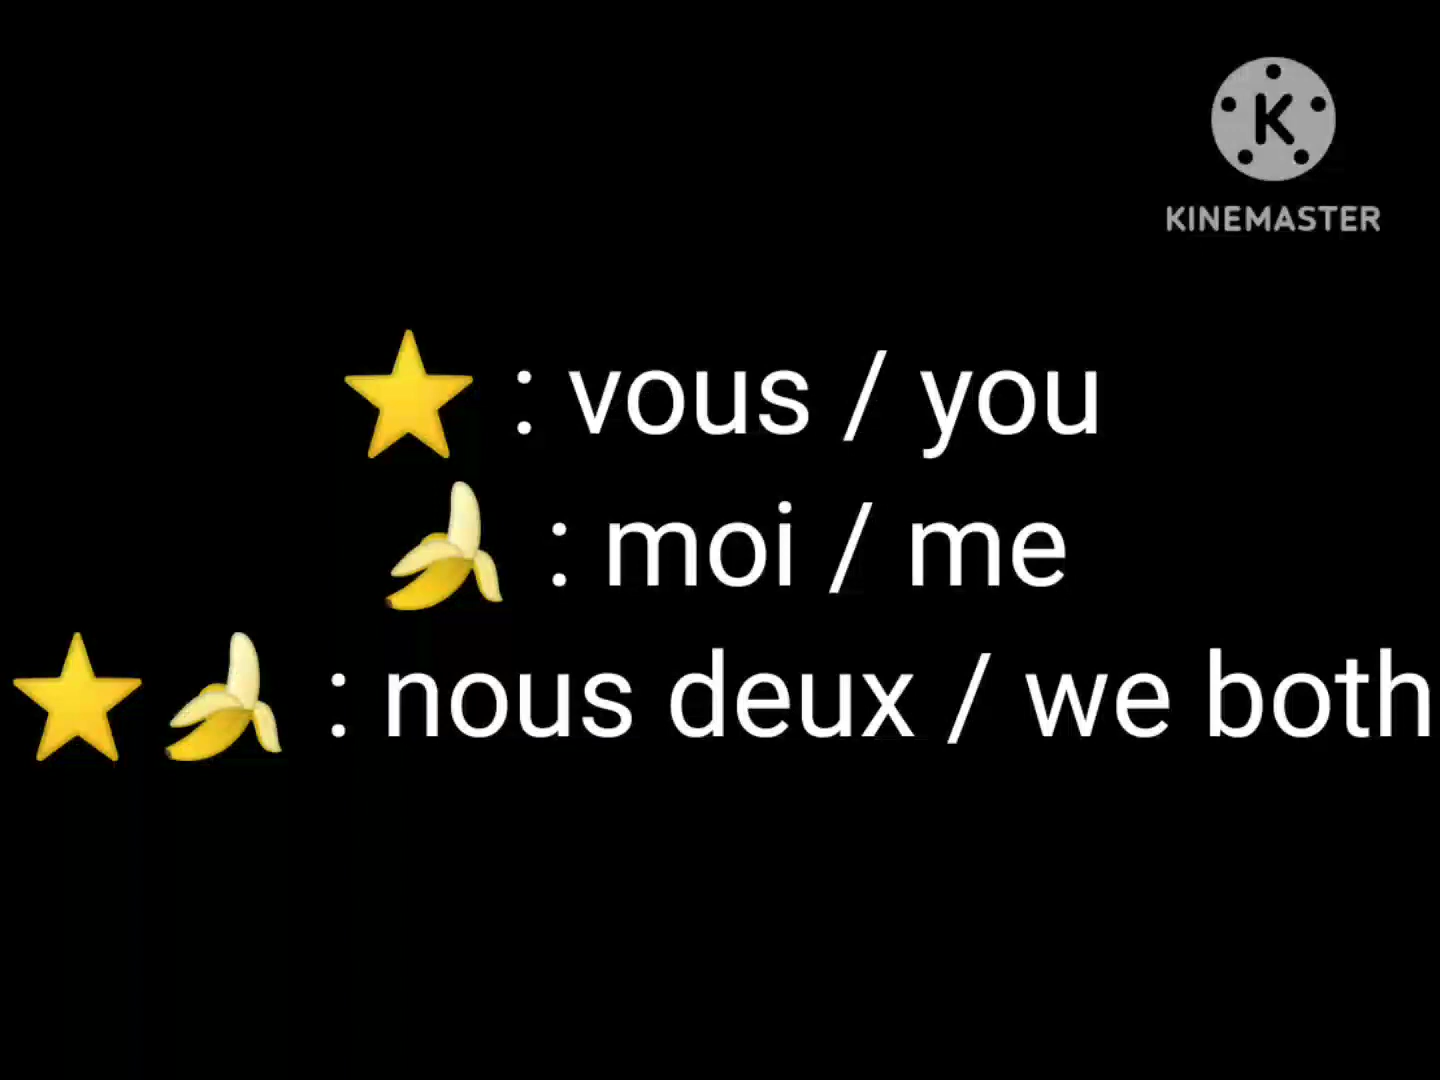 K
KINEMASTER
⭐ : vous / you
🍌 : moi / me
⭐🍌 : nous deux / we both